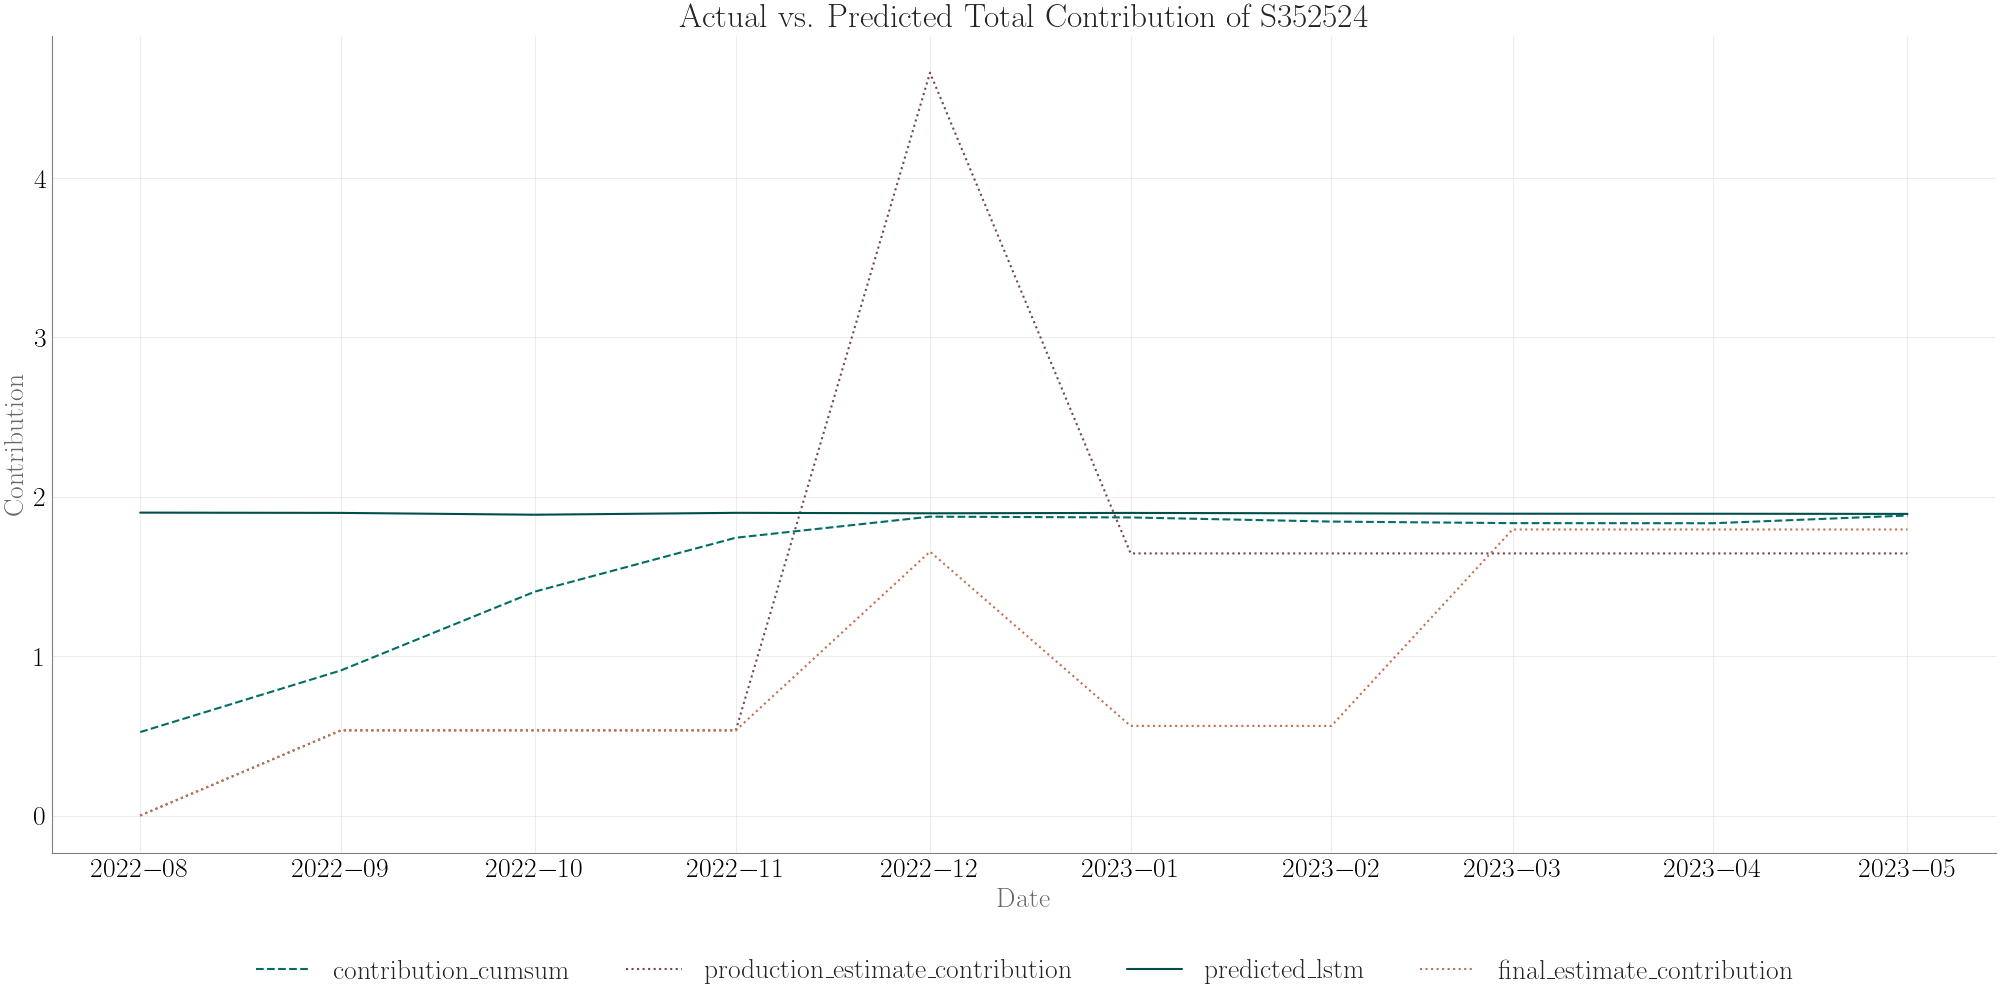 Actual vs. Predicted Total Contribution of S352524
4
3
2
1
0
Contribution
2022−08 2022−09 2022−10 2022−11 2022−12 2023−01 2023−02 2023−03 2023−04 2023−05
Date
contribution_cumsum production_estimate_contribution predicted_lstm final_estimate_contribution